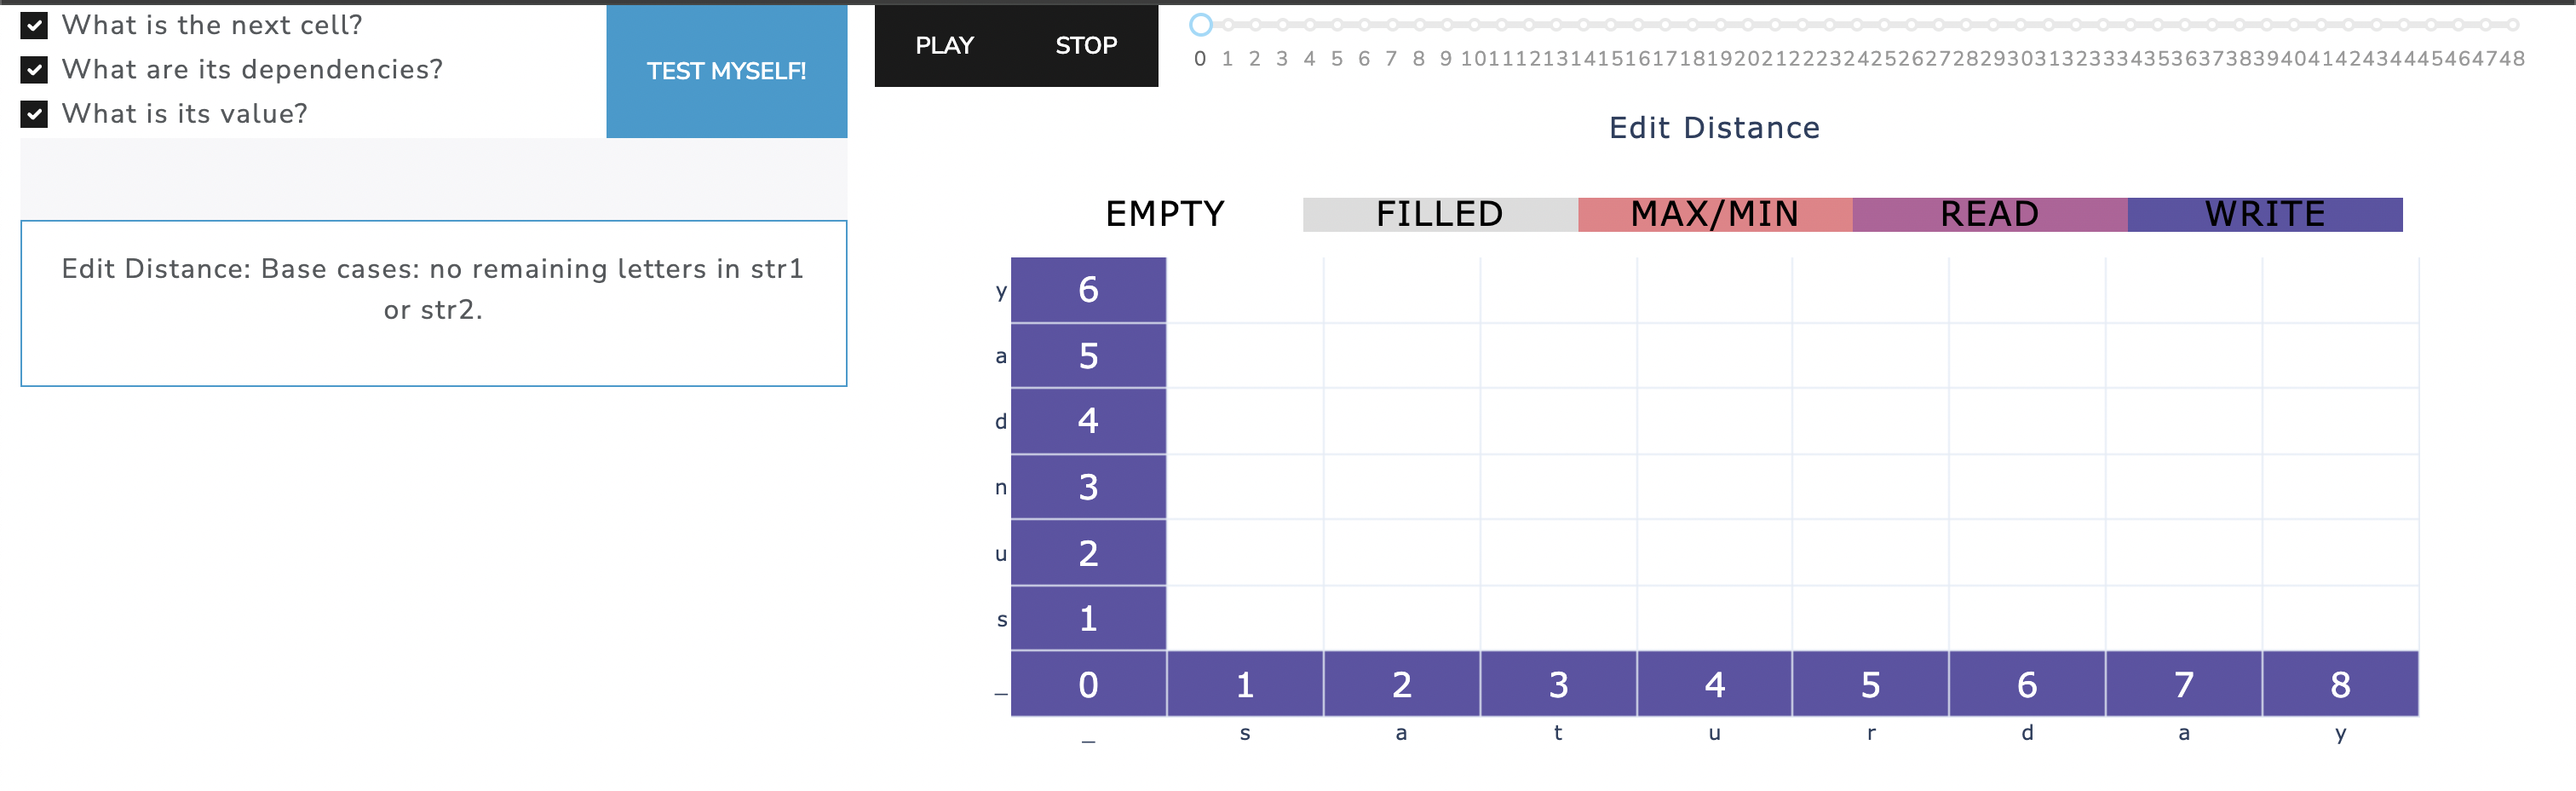 What is the next cell?
What are its dependencies?
What is its value?
TEST MYSELF!
Edit Distance: Base cases: no remaining letters in str1
or str2.
PLAY STOP
0 1 2 3 4 5 6 7 8 9 10 11 12 13 14 15 16 17 18 19 20 21 22 23 24 25 26 27 28 29 30 31 32 33 34 35 36 37 38 39 40 41 42 43 44 45 46 47 48
Edit Distance
EMPTY FILLED MAX/MIN READ WRITE
y 6
a 5
d 4
n 3
u 2
s 1
_ 0 1 2 3 4 5 6 7 8
_ s a t u r d a y